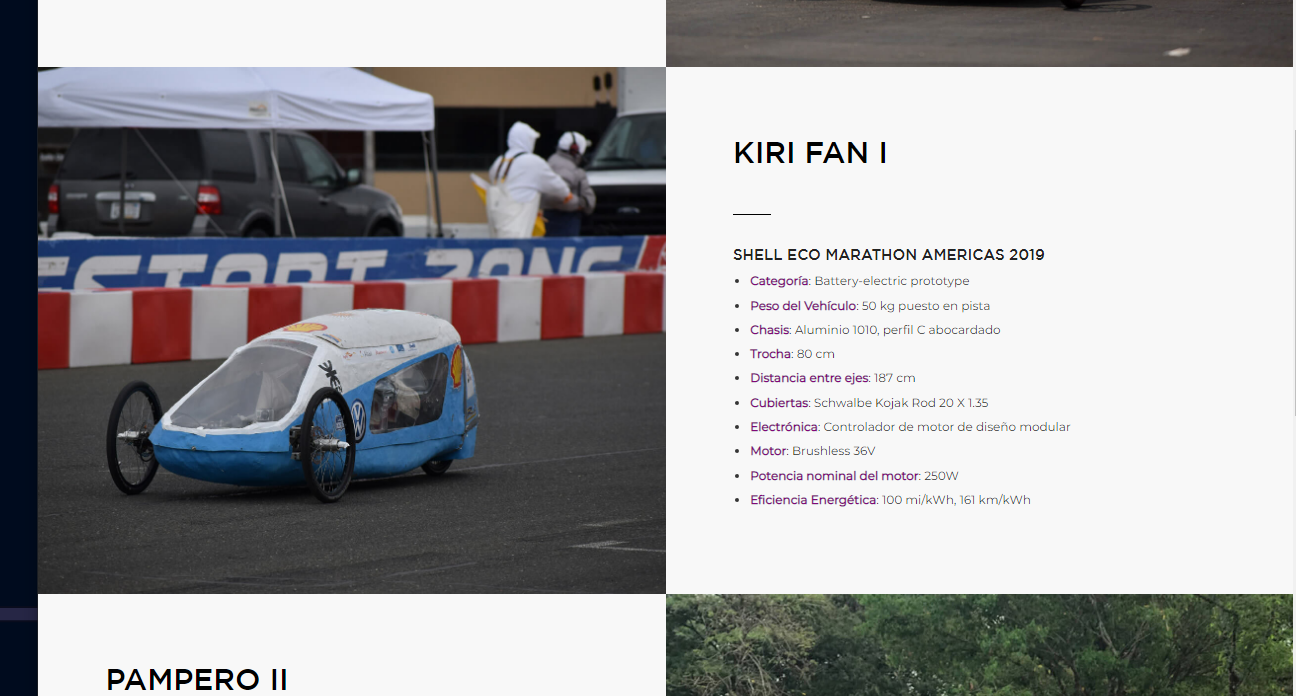 START ZONE
KIRI FAN I
SHELL ECO MARATHON AMERICAS 2019
Categoría: Battery-electric prototype
Peso del Vehículo: 50 kg puesto en pista
Chasis: Aluminio 1010, perfil C abocardado
Trocha: 80 cm
Distancia entre ejes: 187 cm
Cubiertas: Schwalbe Kojak Rod 20 X 1.35
Electrónica: Controlador de motor de diseño modular
Motor: Brushless 36V
Potencia nominal del motor: 250W
Eficiencia Energética: 100 mi/kWh, 161 km/kWh
PAMPERO II